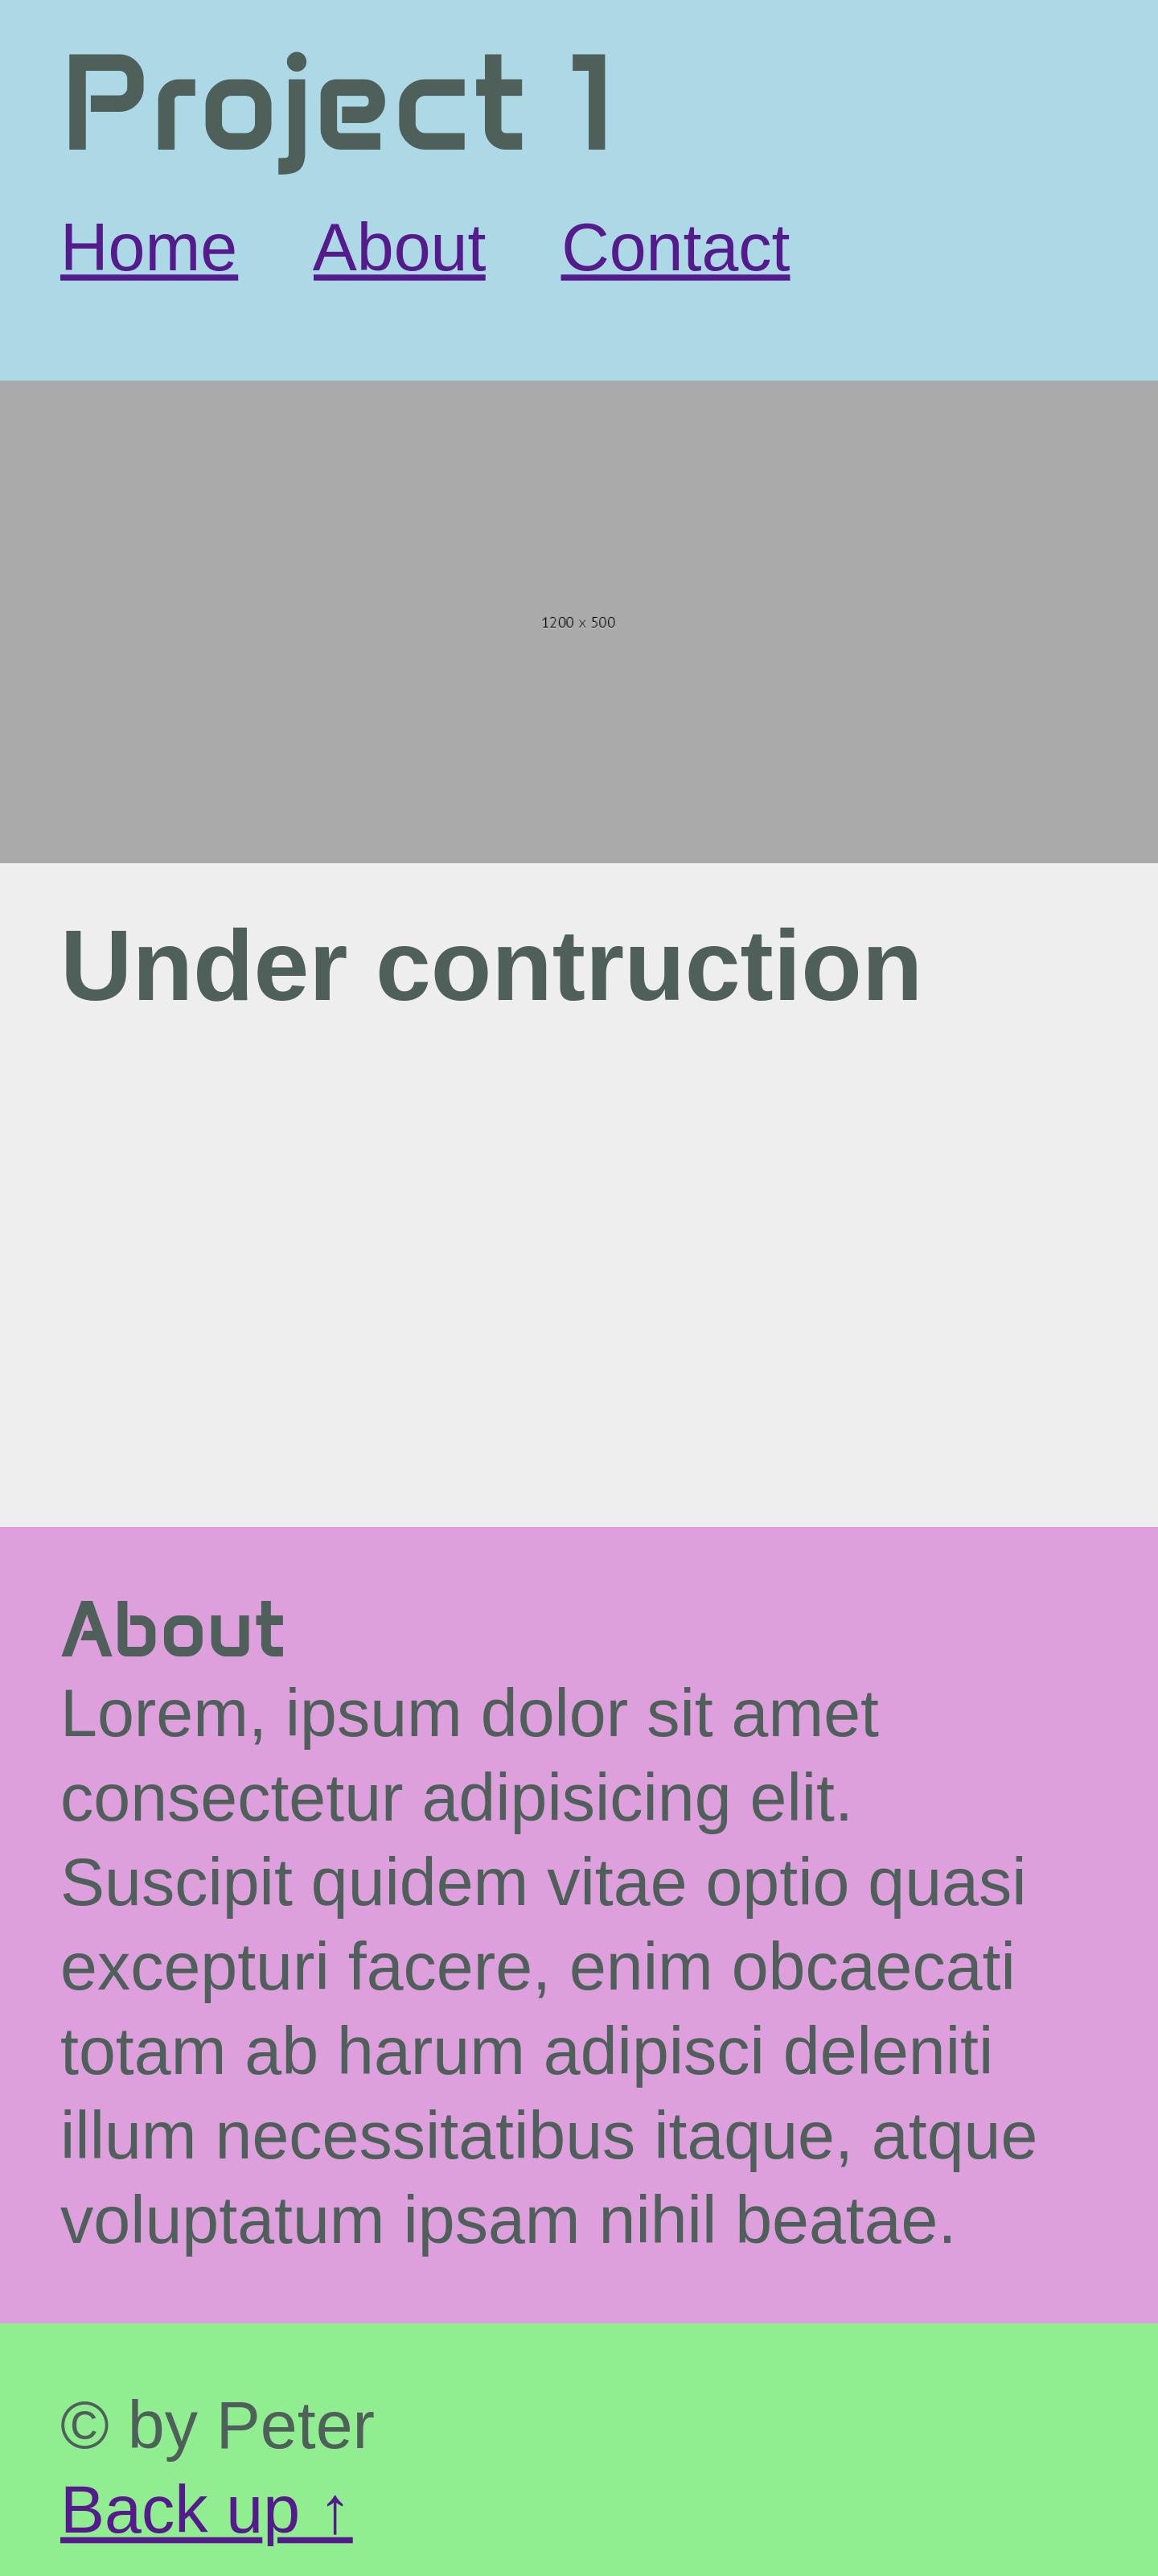 Project 1
Home About Contact
1200 x 500
Under contruction
About
Lorem, ipsum dolor sit amet
consectetur adipisicing elit.
Suscipit quidem vitae optio quasi
excepturi facere, enim obcaecati
totam ab harum adipisci deleniti
illum necessitatibus itaque, atque
voluptatum ipsam nihil beatae.
© by Peter
Back up ↑